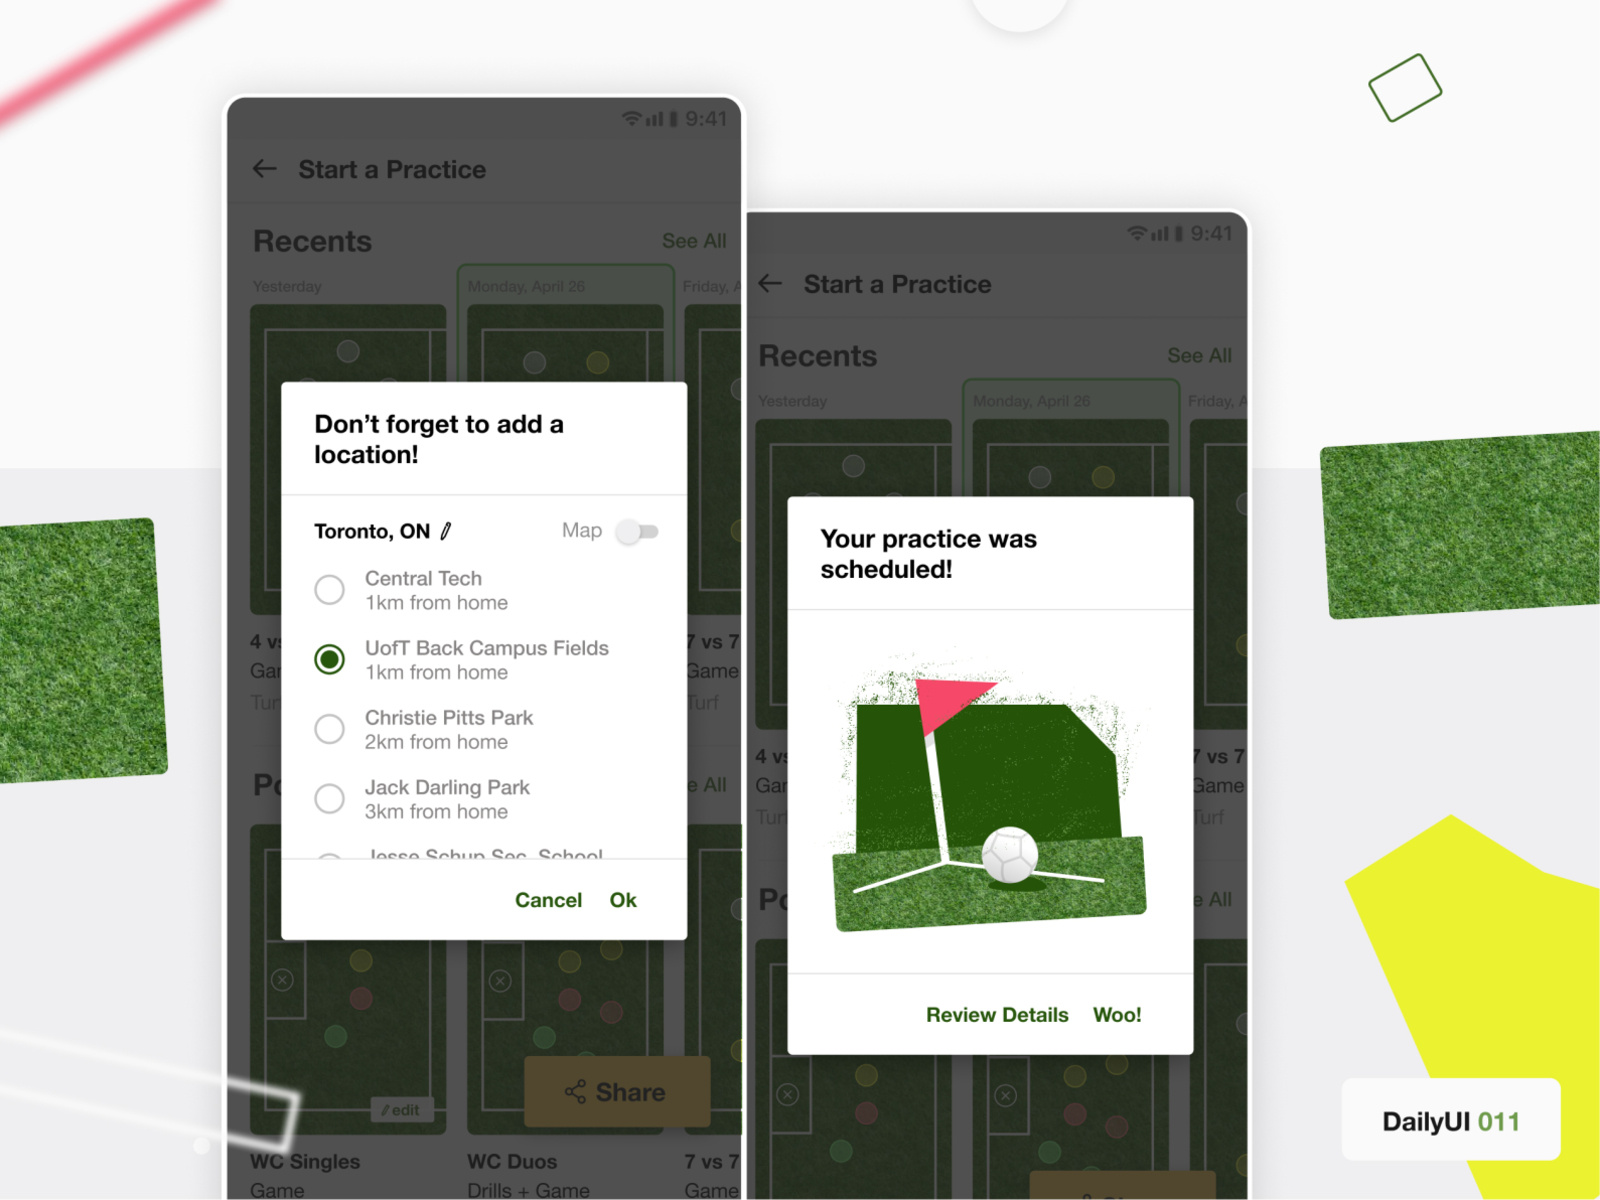 9:41
Start a Practice
Recents
See All
Yesterday
Monday, April 26
Friday, A
Don’t forget to add a
location!
Toronto, ON
Map
Central Tech
1km from home
UofT Back Campus Fields
1km from home
Christie Pitts Park
2km from home
Jack Darling Park
3km from home
Jesse Schup Sec. School
Cancel
Ok
4 vs
7 vs 7
Gar
Game
Tur
Turf
Po
e All
edit
Share
WC Singles
WC Duos
7 vs 7
Game
Drills + Game
Game
9:41
Start a Practice
Recents
See All
Yesterday
Monday, April 26
Friday, A
Your practice was
scheduled!
4 vs
7 vs 7
Gar
Game
Turf
Turf
Po
e All
Review Details
Woo!
DailyUI 011